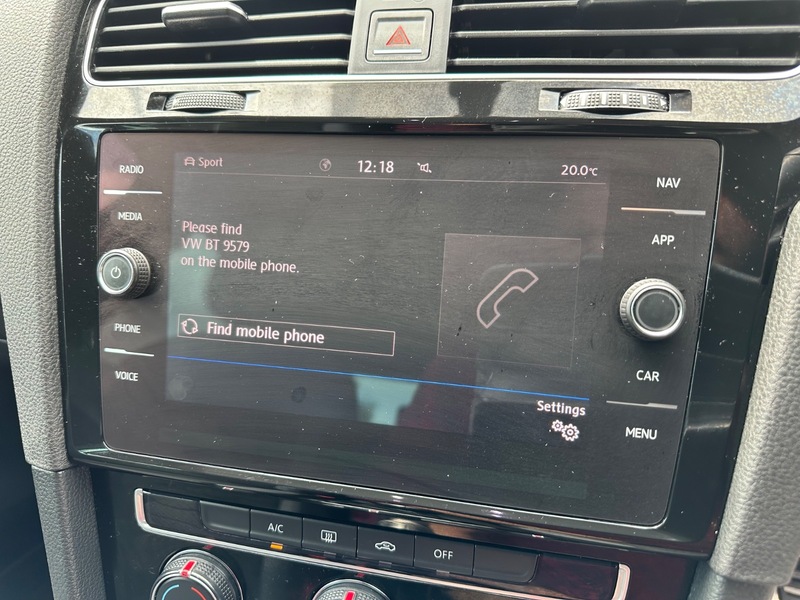 RADIO
MEDIA
PHONE
VOICE
Sport 12:18 20.0°C
Please find
VW BT 9579
on the mobile phone.
Find mobile phone
Settings
NAV
APP
CAR
MENU
A/C OFF